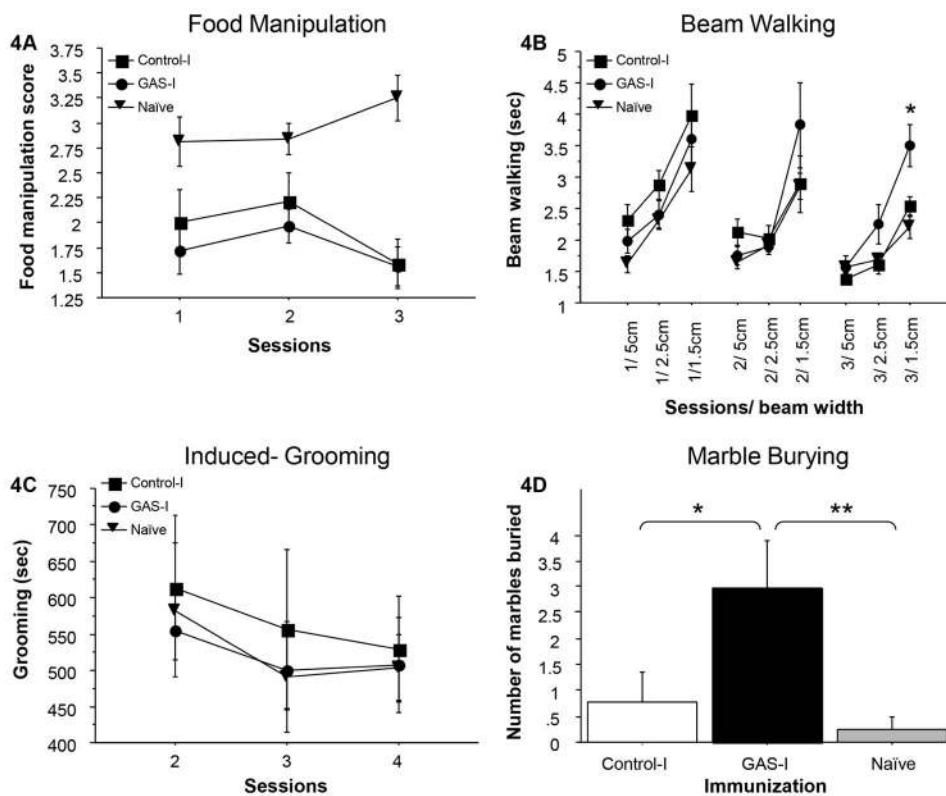 Food Manipulation
4A
3.75
3.5
3.25
3
2.75
2.5
2.25
2
1.75
1.5
1.25
Food manipulation score
Control-I
GAS-I
Naïve
1 2 3
Sessions
Beam Walking
4B
5
4.5
4
3.5
3
2.5
2
1.5
1
Beam walking (sec)
Control-I
GAS-I
Naïve
*
1/ 5cm
1/ 2.5cm
1/1.5cm
2/ 5cm
2/ 2.5cm
2/ 1.5cm
3/ 5cm
3/ 2.5cm
3/ 1.5cm
Sessions/ beam width
Induced- Grooming
4C
750
700
650
600
550
500
450
400
Grooming (sec)
Control-I
GAS-I
Naïve
2 3 4
Sessions
Marble Burying
4D
4
3.5
3
2.5
2
1.5
1
.5
0
Number of marbles buried
* **
Control-I GAS-I Naïve
Immunization